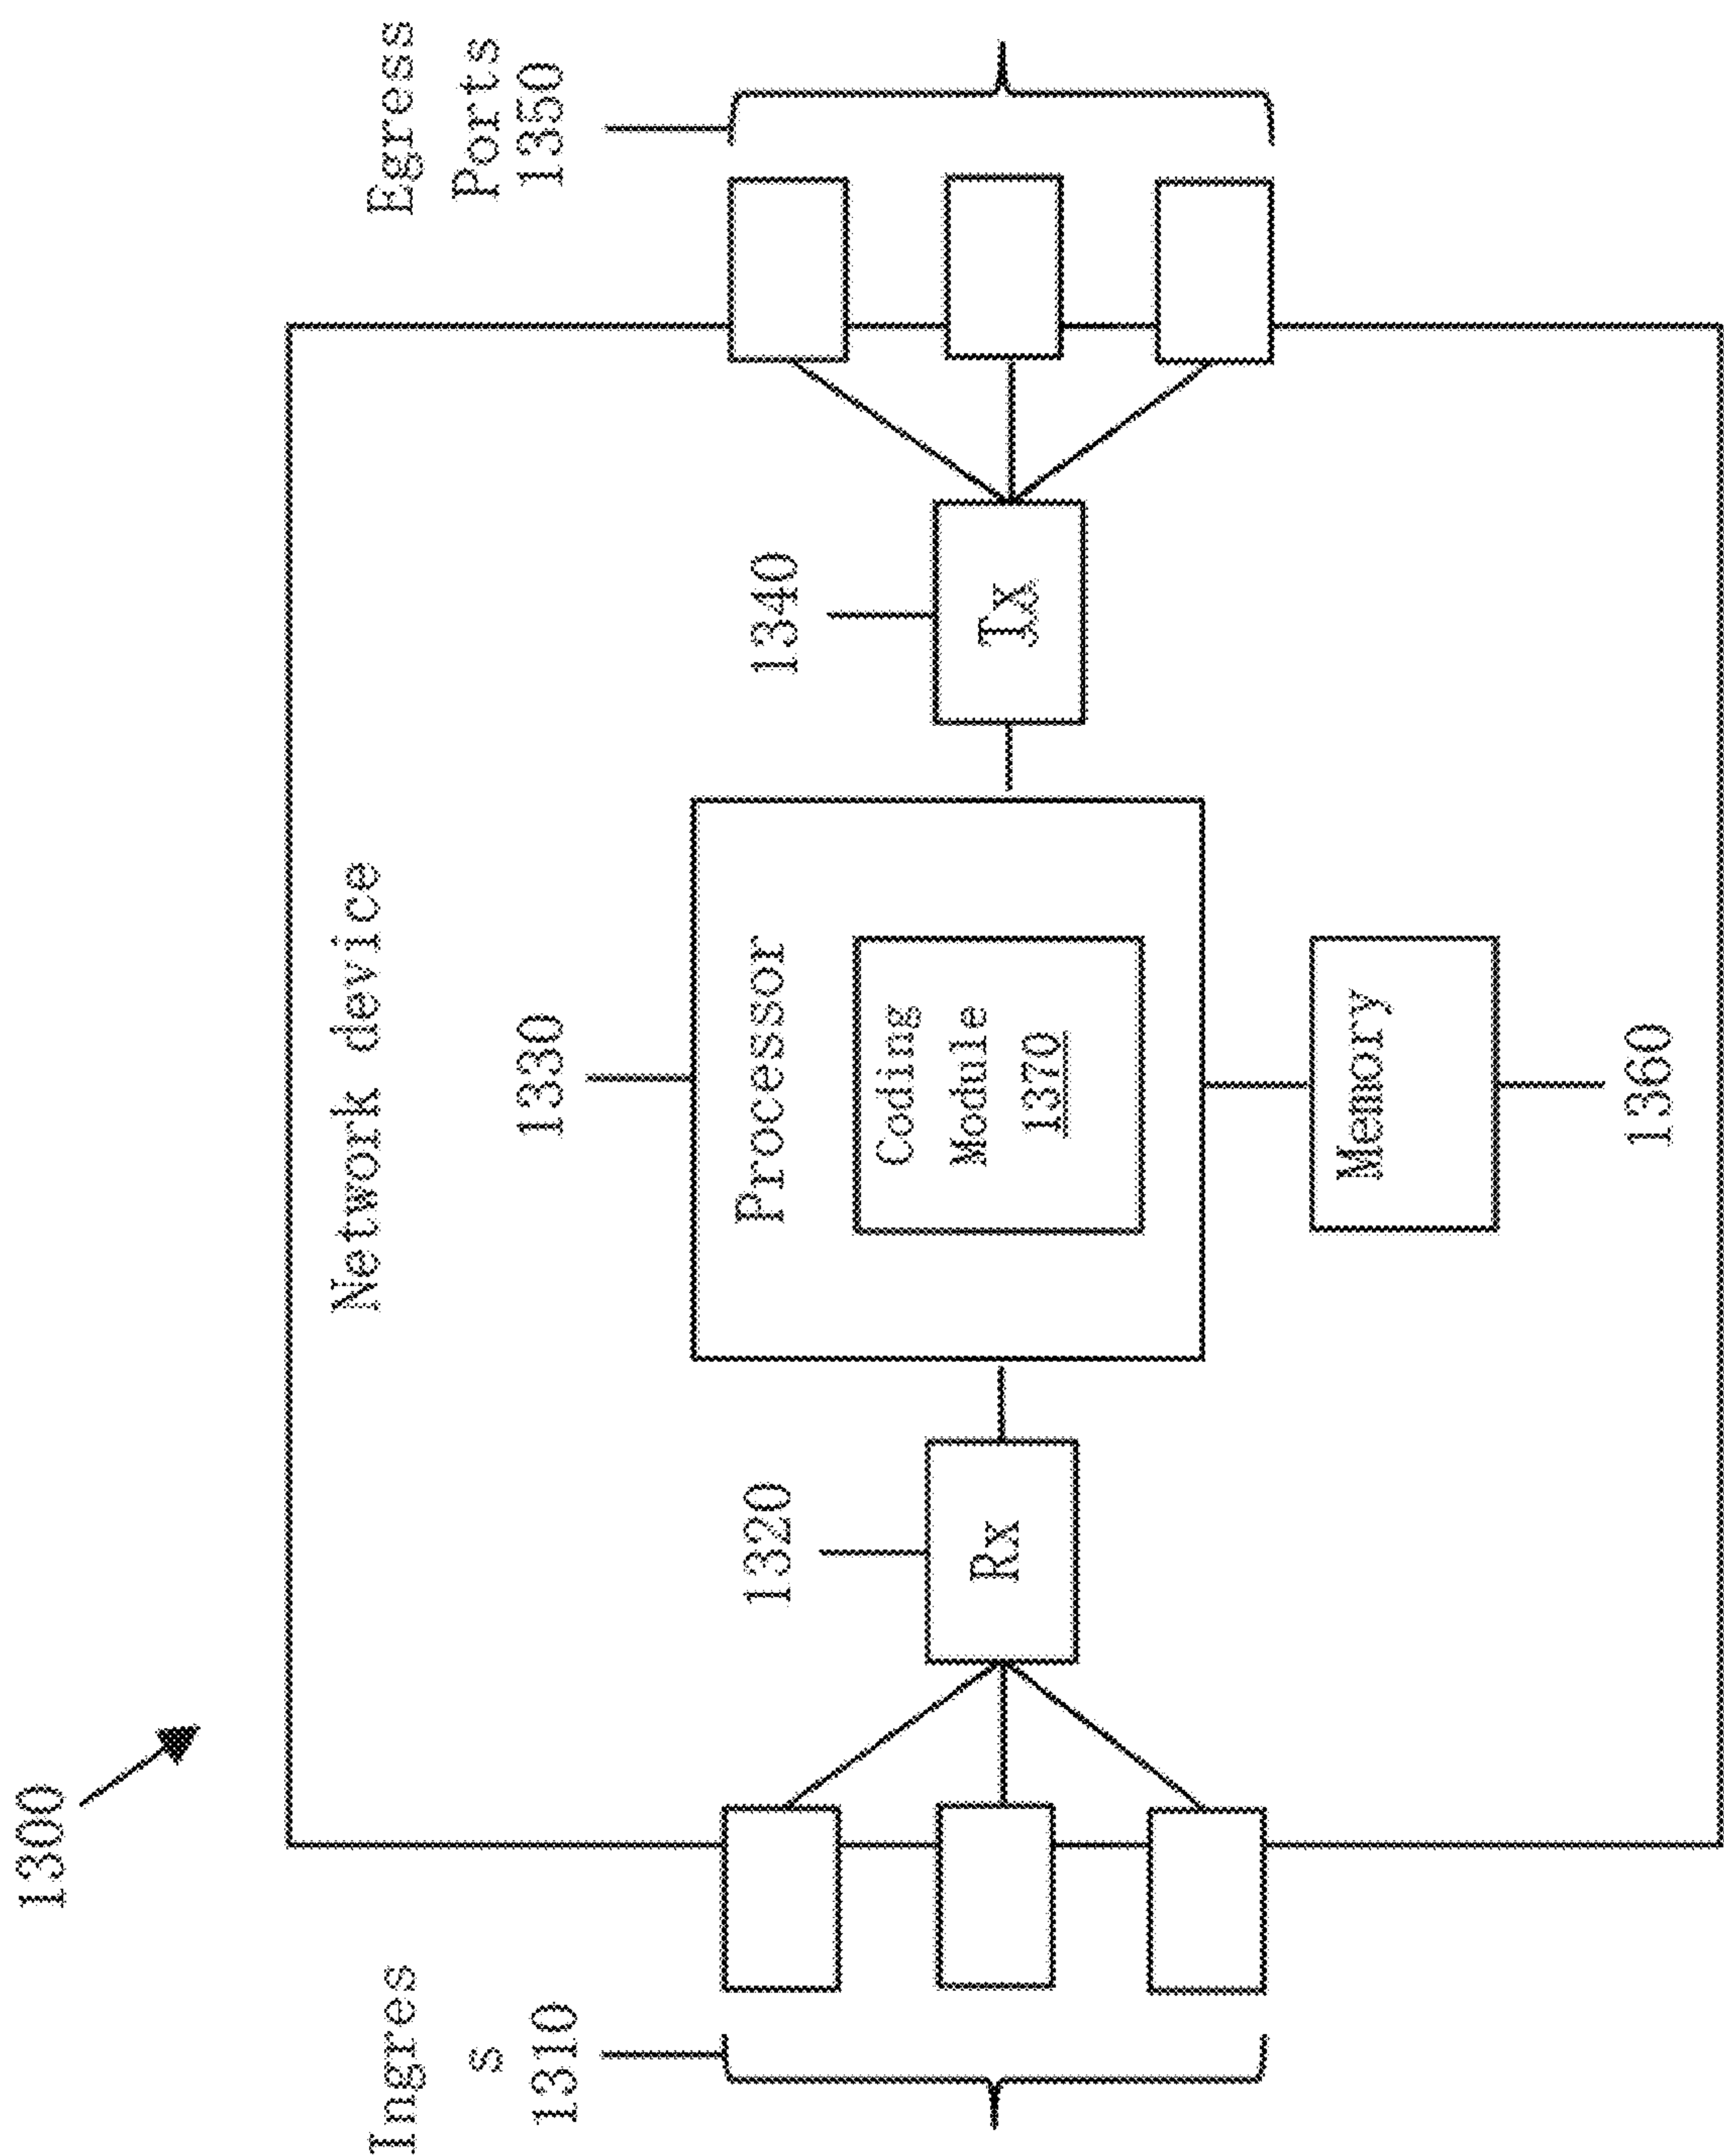 1300
Network device
Ingres
s
1310
1320
Rx
1330
Processor
Coding
Module
1370
Memory
1360
1340
Tx
Egress
Ports
1350